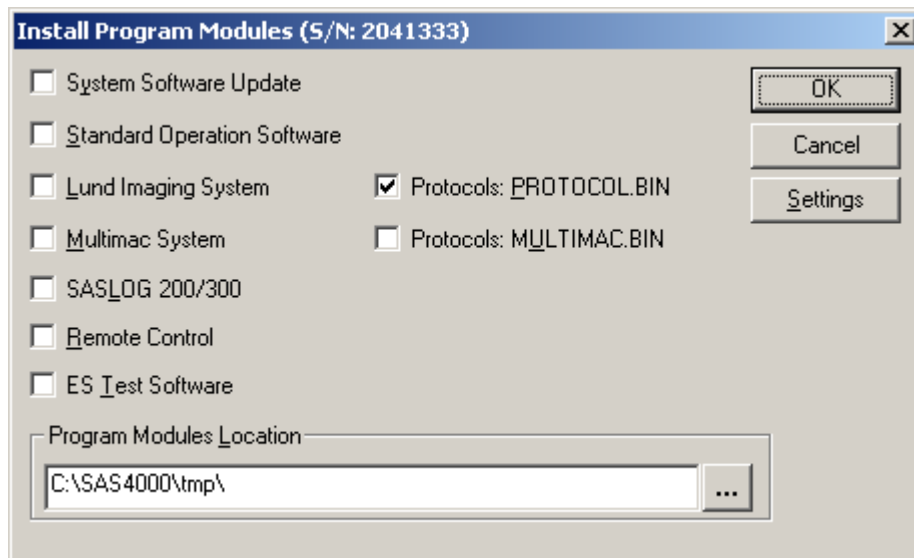 Install Program Modules (S/N: 2041333)
System Software Update
OK
Standard Operation Software
Cancel
Lund Imaging System
Protocols: PROTOCOL.BIN
Settings
Multimac System
Protocols: MULTIMAC.BIN
SASLOG 200/300
Remote Control
ES Test Software
Program Modules Location
C:\SAS4000\tmp\
...